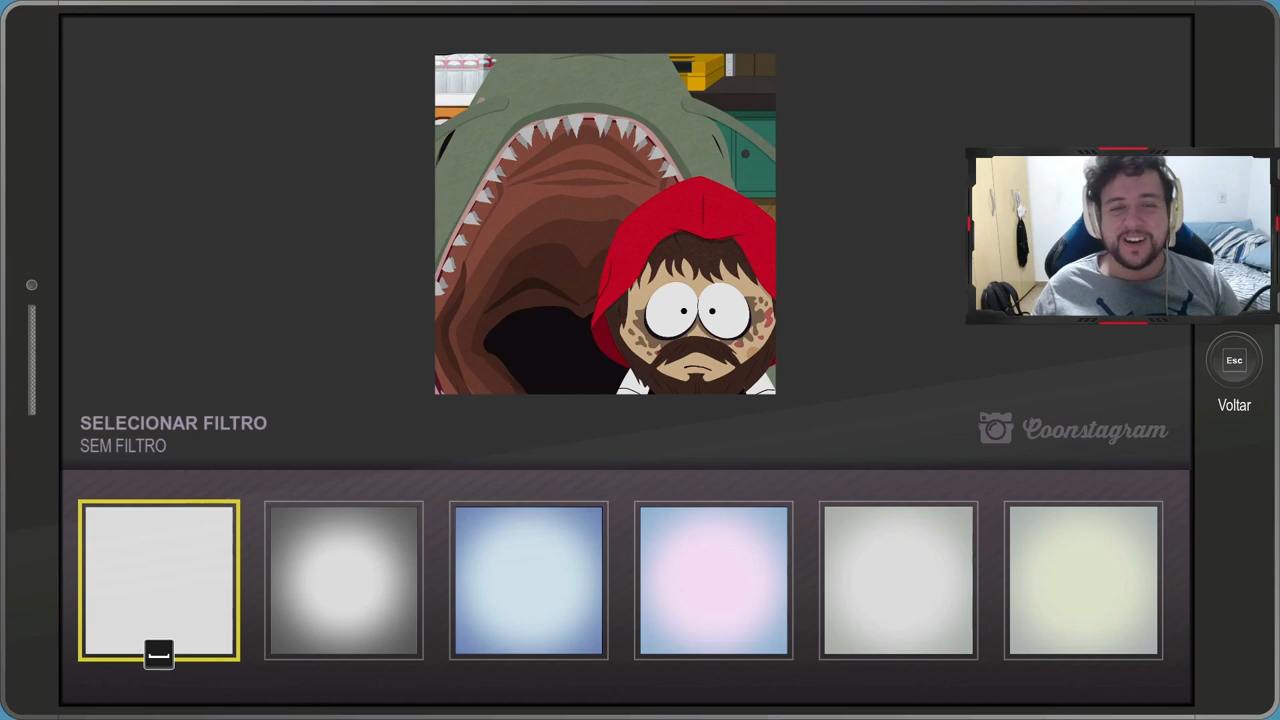 Esc
Voltar
SELECIONAR FILTRO
SEM FILTRO
Coonstagram